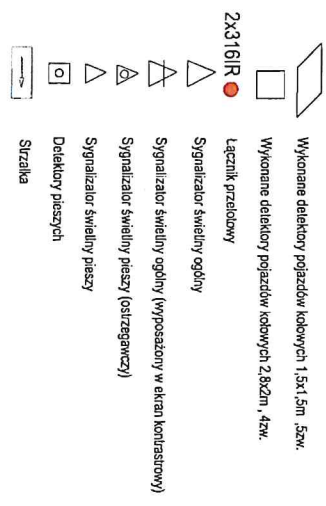 Wykonane detektory pojazdów kołowych 1,5x1,5m ,5zw.
Wykonane detektory pojazdów kołowych 2,8x2m , 4zw.
2x316IR Łącznik przelotowy
Sygnalizator świetlny ogólny
Sygnalizator świetlny ogólny (wyposażony w ekran kontrastrowy)
Sygnalizator świetlny pieszy (ostrzegawczy)
Sygnalizator świetlny pieszy
Detektory pieszych
Strzałka